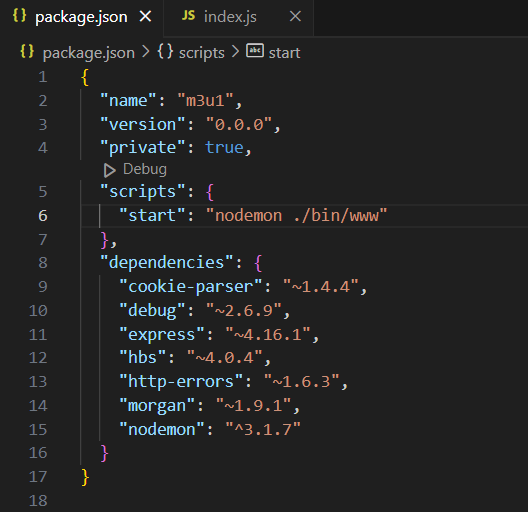 {} package.json × JS index.js ×
{} package.json > {} scripts > abc start
1 {
2 "name": "m3u1",
3 "version": "0.0.0",
4 "private": true,
Debug
5 "scripts": {
6 "start": "nodemon ./bin/www"
7 },
8 "dependencies": {
9 "cookie-parser": "~1.4.4",
10 "debug": "~2.6.9",
11 "express": "~4.16.1",
12 "hbs": "~4.0.4",
13 "http-errors": "~1.6.3",
14 "morgan": "~1.9.1",
15 "nodemon": "^3.1.7"
16 }
17 }
18